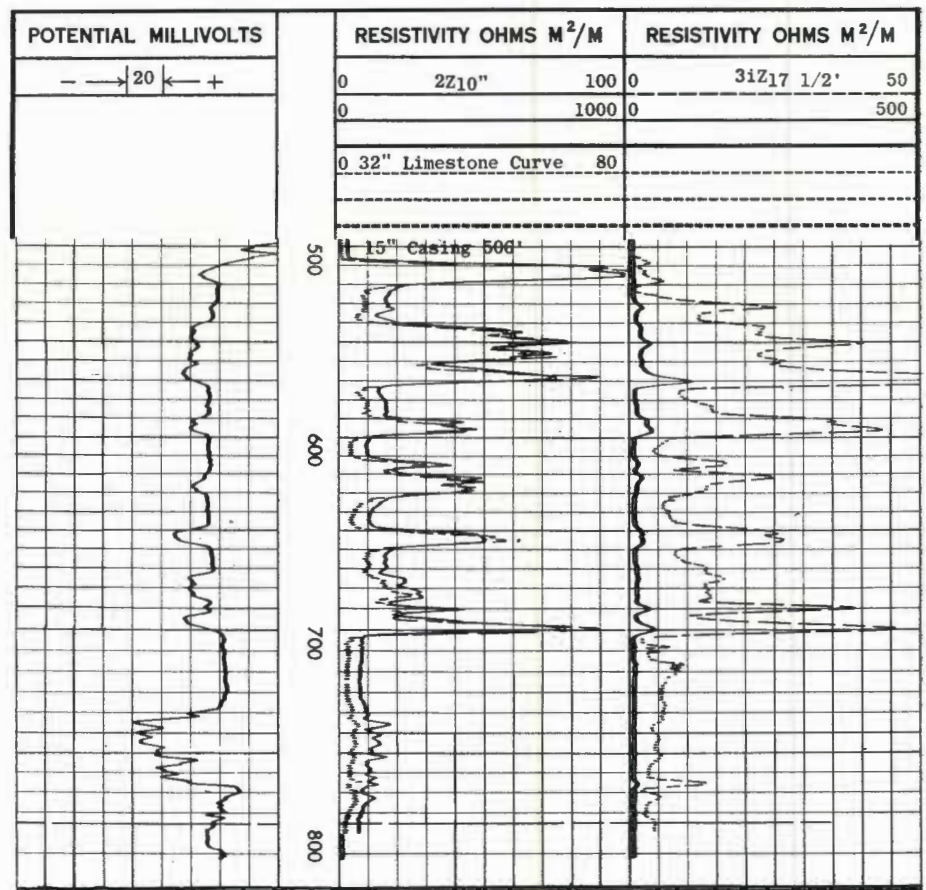 POTENTIAL MILLIVOLTS
- 20 +
RESISTIVITY OHMS M²/M
0 2Z10" 100
0 1000
0 32" Limestone Curve 80
RESISTIVITY OHMS M²/M
0 3iZ17 1/2' 50
0 500
15" Casing 506'
500
600
700
800